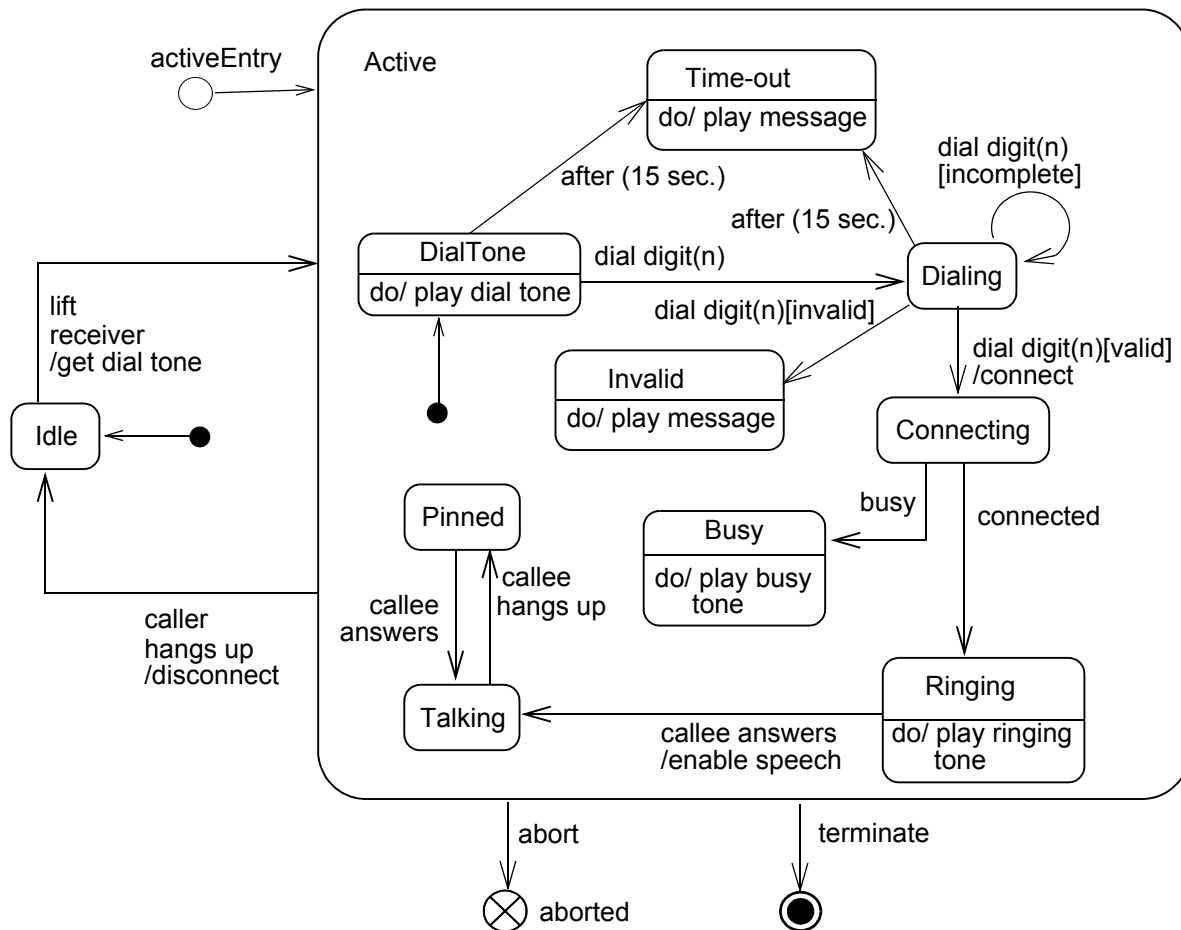 activeEntry
Active
Time-out
do/ play message
dial digit(n)
[incomplete]
after (15 sec.)
after (15 sec.)
DialTone
do/ play dial tone
dial digit(n)
Dialing
lift
receiver
/get dial tone
dial digit(n)[invalid]
dial digit(n)[valid]
/connect
Invalid
do/ play message
Idle
Connecting
Pinned
busy
connected
Busy
do/ play busy
tone
callee
hangs up
callee
answers
caller
hangs up
/disconnect
Talking
callee answers
/enable speech
Ringing
do/ play ringing
tone
abort
terminate
aborted